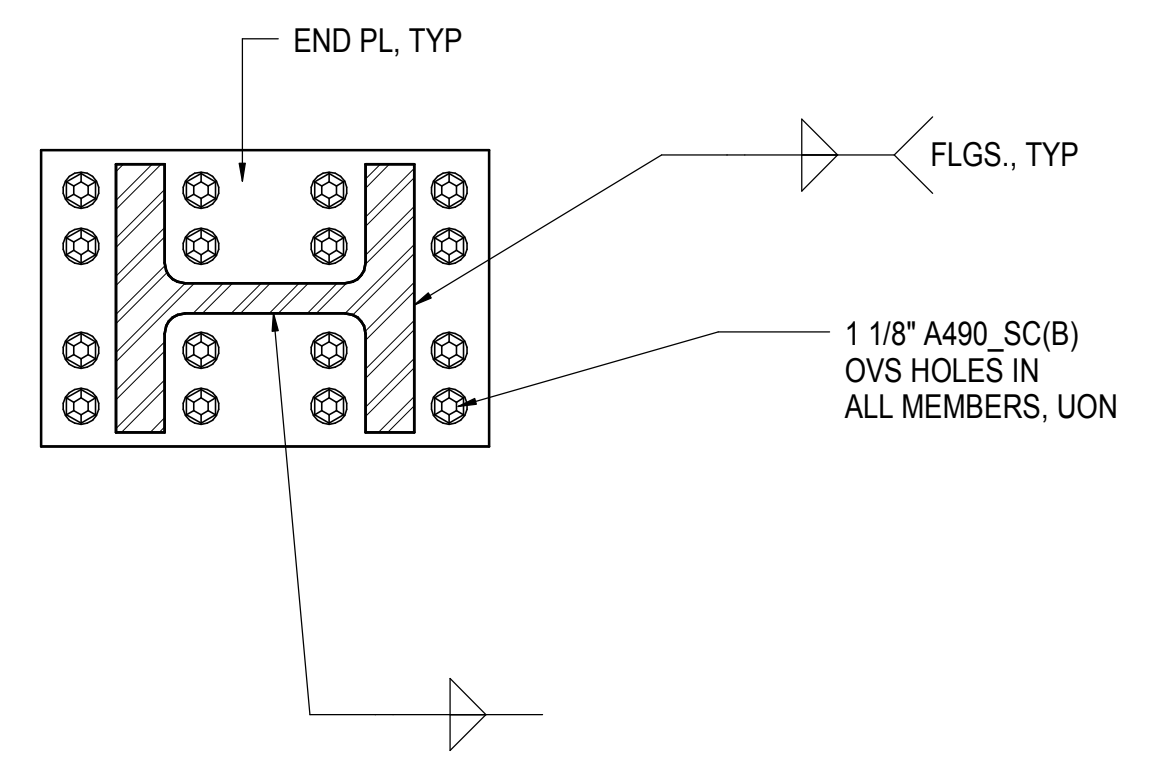 END PL, TYP
FLGS., TYP
1 1/8" A490_SC(B)
OVS HOLES IN
ALL MEMBERS, UON